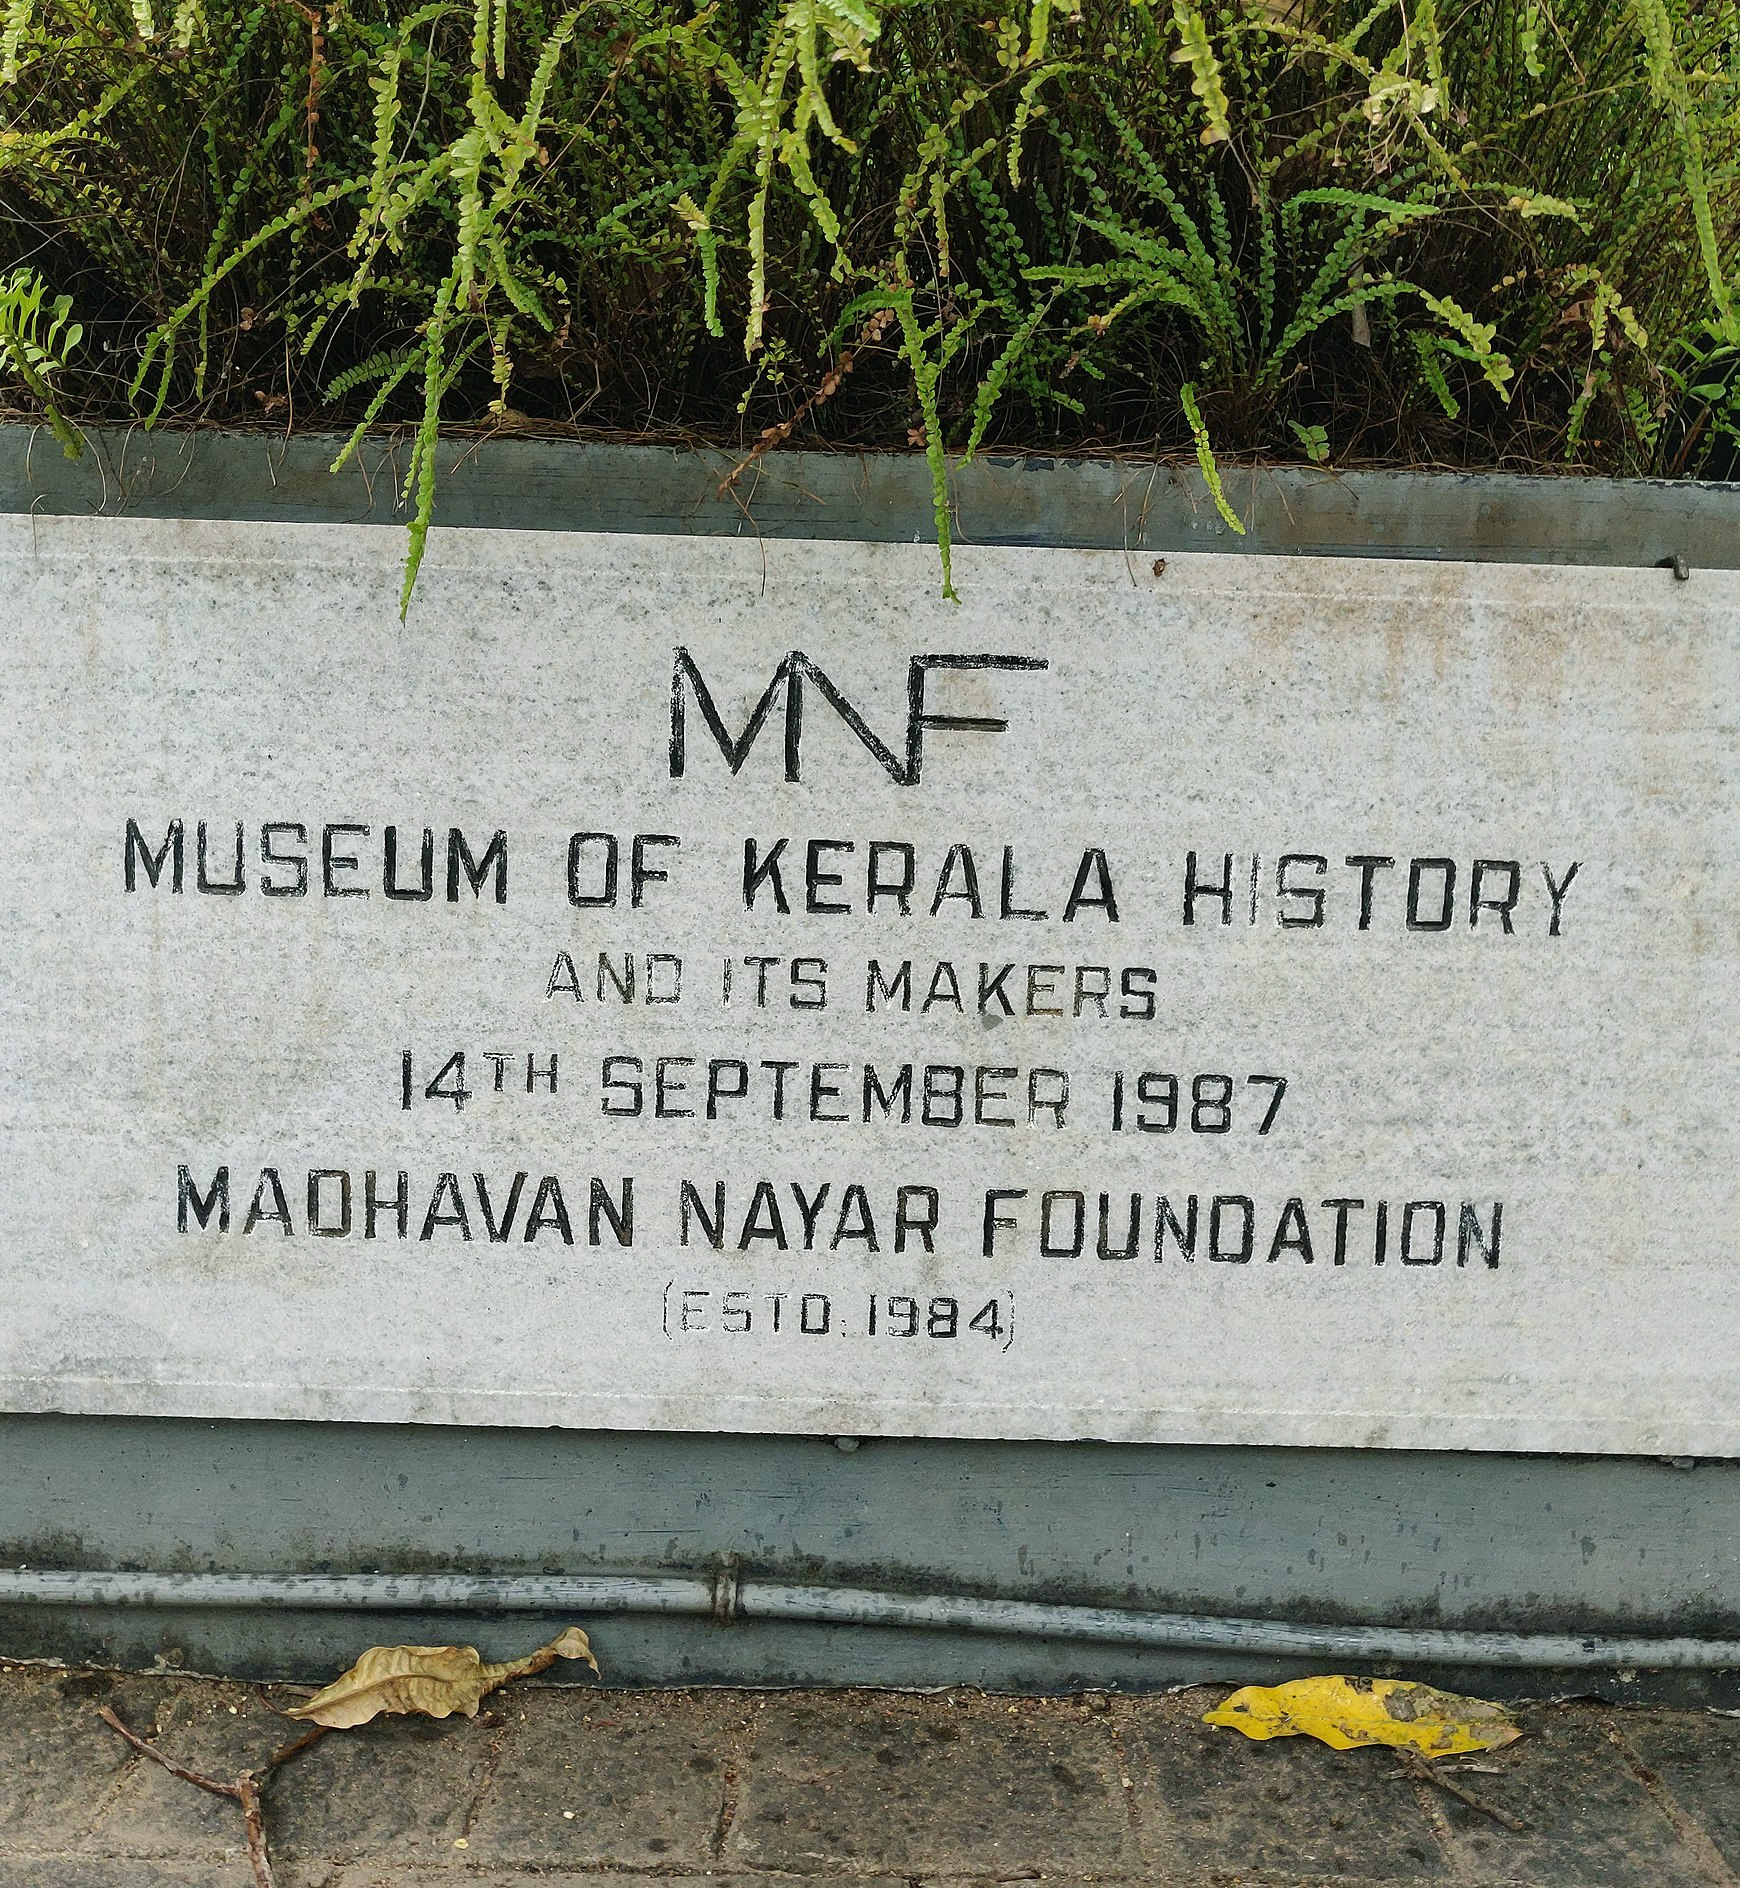 MNF
MUSEUM OF KERALA HISTORY
AND ITS MAKERS
14TH SEPTEMBER 1987
MADHAVAN NAYAR FOUNDATION
(ESTD. 1984)